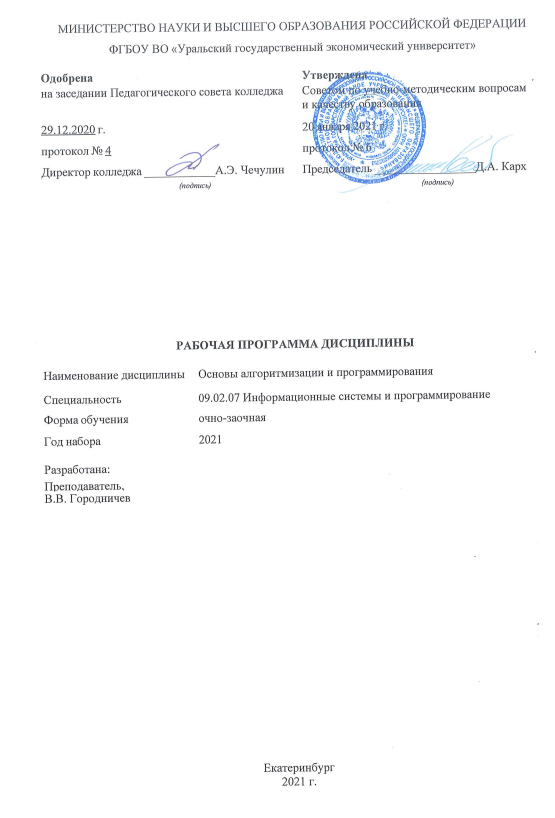 МИНИСТЕРСТВО НАУКИ И ВЫСШЕГО ОБРАЗОВАНИЯ РОССИЙСКОЙ ФЕДЕРАЦИИ
ФГБОУ ВО «Уральский государственный экономический университет»
Одобрена
на заседании Педагогического совета колледжа
29.12.2020 г.
протокол № 4
Директор колледжа А.Э. Чечулин
(подпись)
Утверждена
Советом по учебно-методическим вопросам
и качеству образования
20 января 2021 г.
протокол № 6
Председатель Д.А. Карх
(подпись)
РАБОЧАЯ ПРОГРАММА ДИСЦИПЛИНЫ
Наименование дисциплины Основы алгоритмизации и программирования
Специальность 09.02.07 Информационные системы и программирование
Форма обучения очно-заочная
Год набора 2021
Разработана:
Преподаватель,
В.В. Городничев
Екатеринбург
2021 г.